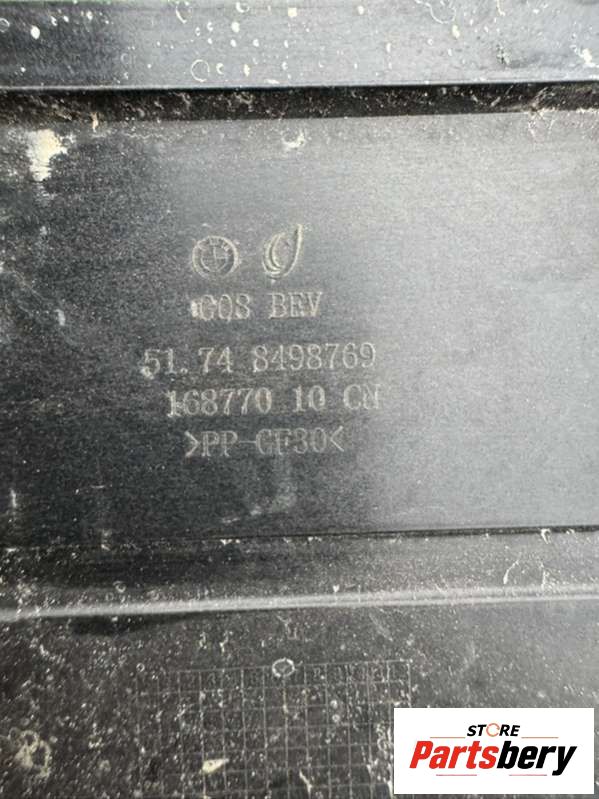 G08 BEV
51.74 8498769
168770 10 CN
>PP-GF30<
STORE
Partsbery